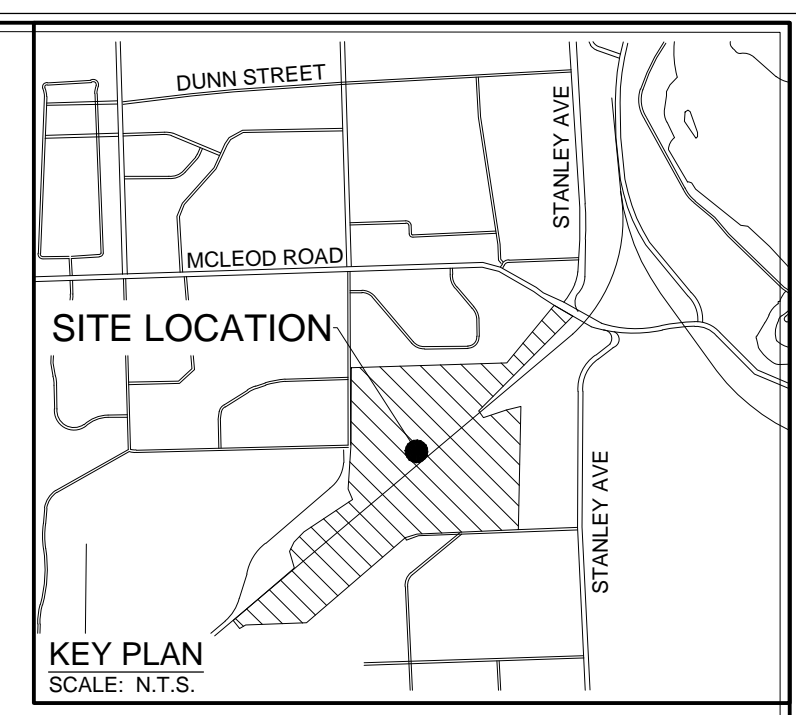 DUNN STREET
STANLEY AVE
MCLEOD ROAD
SITE LOCATION
STANLEY AVE
KEY PLAN
SCALE: N.T.S.